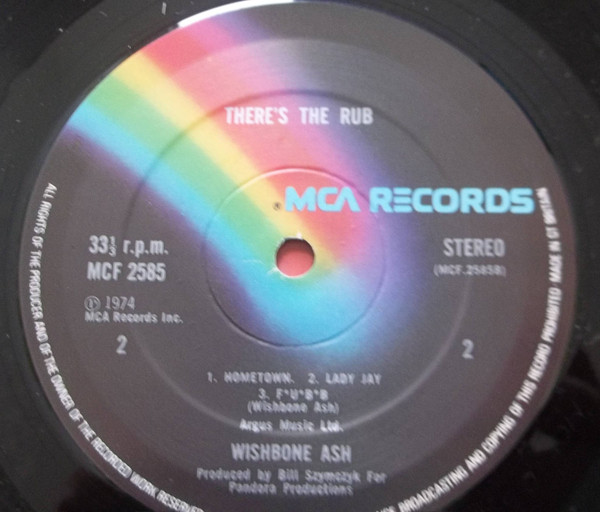 THERE'S THE RUB
® MCA RECORDS
33⅓ r.p.m.
MCF 2585
STEREO
(MCF.2585B)
Ⓟ 1974
MCA Records Inc.
2
2
1. HOMETOWN. 2. LADY JAY
3. F*U*B*B
(Wishbone Ash)
Argus Music Ltd.
WISHBONE ASH
Produced by Bill Szymczyk For
Pandora Productions
ALL RIGHTS OF THE PRODUCER AND OF THE OWNER OF THE RECORDED WORK RESERVED
BROADCASTING AND COPYING OF THIS RECORD PROHIBITED MADE IN GT BRITAIN